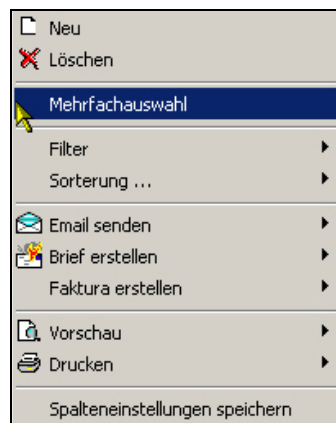 Neu
Löschen
Mehrfachauswahl
Filter
Sorterung ...
Email senden
Brief erstellen
Faktura erstellen
Vorschau
Drucken
Spalteneinstellungen speichern